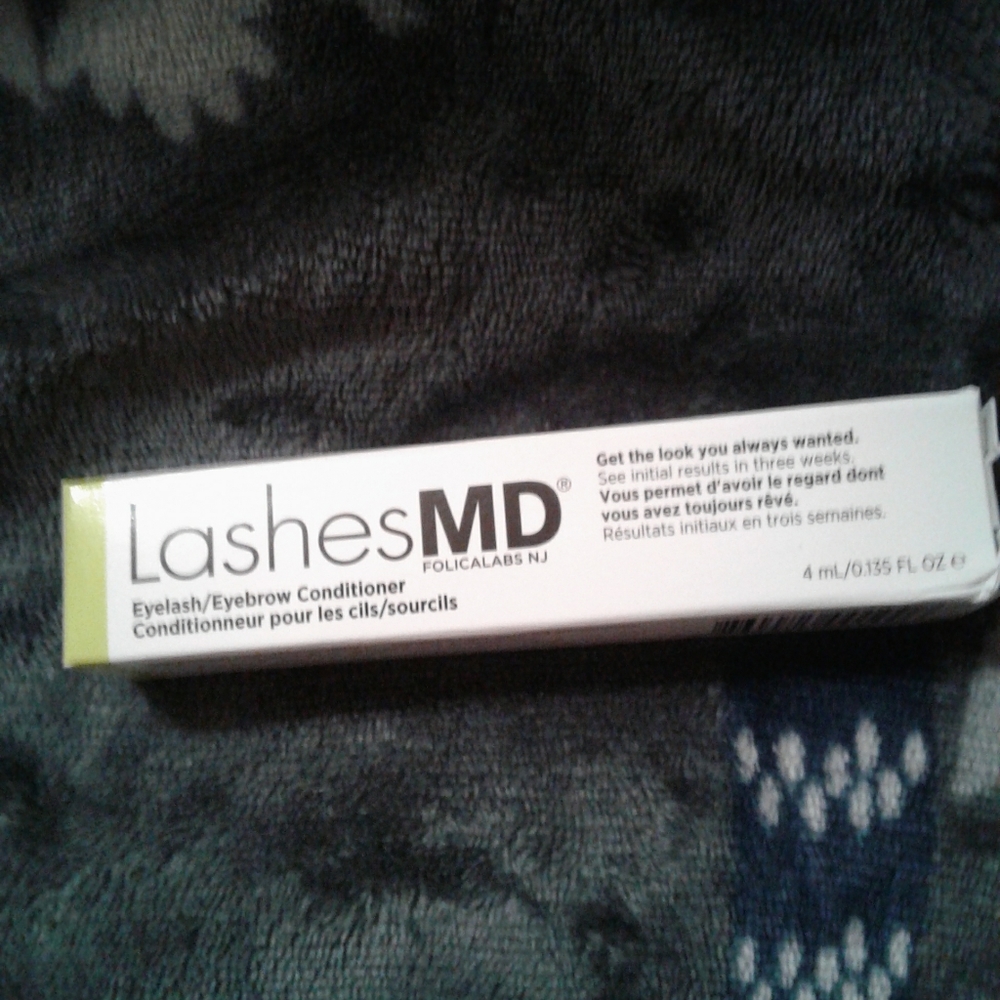 LashesMD®
FOLICALABS NJ
Eyelash/Eyebrow Conditioner
Conditionneur pour les cils/sourcils
Get the look you always wanted.
See initial results in three weeks.
Vous permet d'avoir le regard dont
vous avez toujours rêvé.
Résultats initiaux en trois semaines.
4 mL/0.135 FL OZ ℮